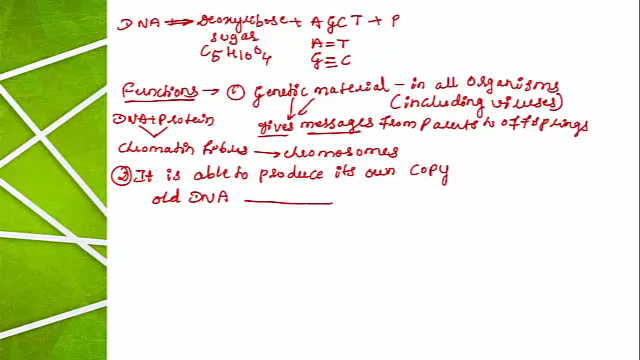 DNA ⟹ Deoxyribose + A G C T + P
sugar A = T
C5H10O4 G ≡ C
Functions → ① Genetic material - in all organisms
(including viruses)
DNA + Protein gives messages from parents to offsprings
chromatin fibres → chromosomes
② It is able to produce its own copy
old DNA